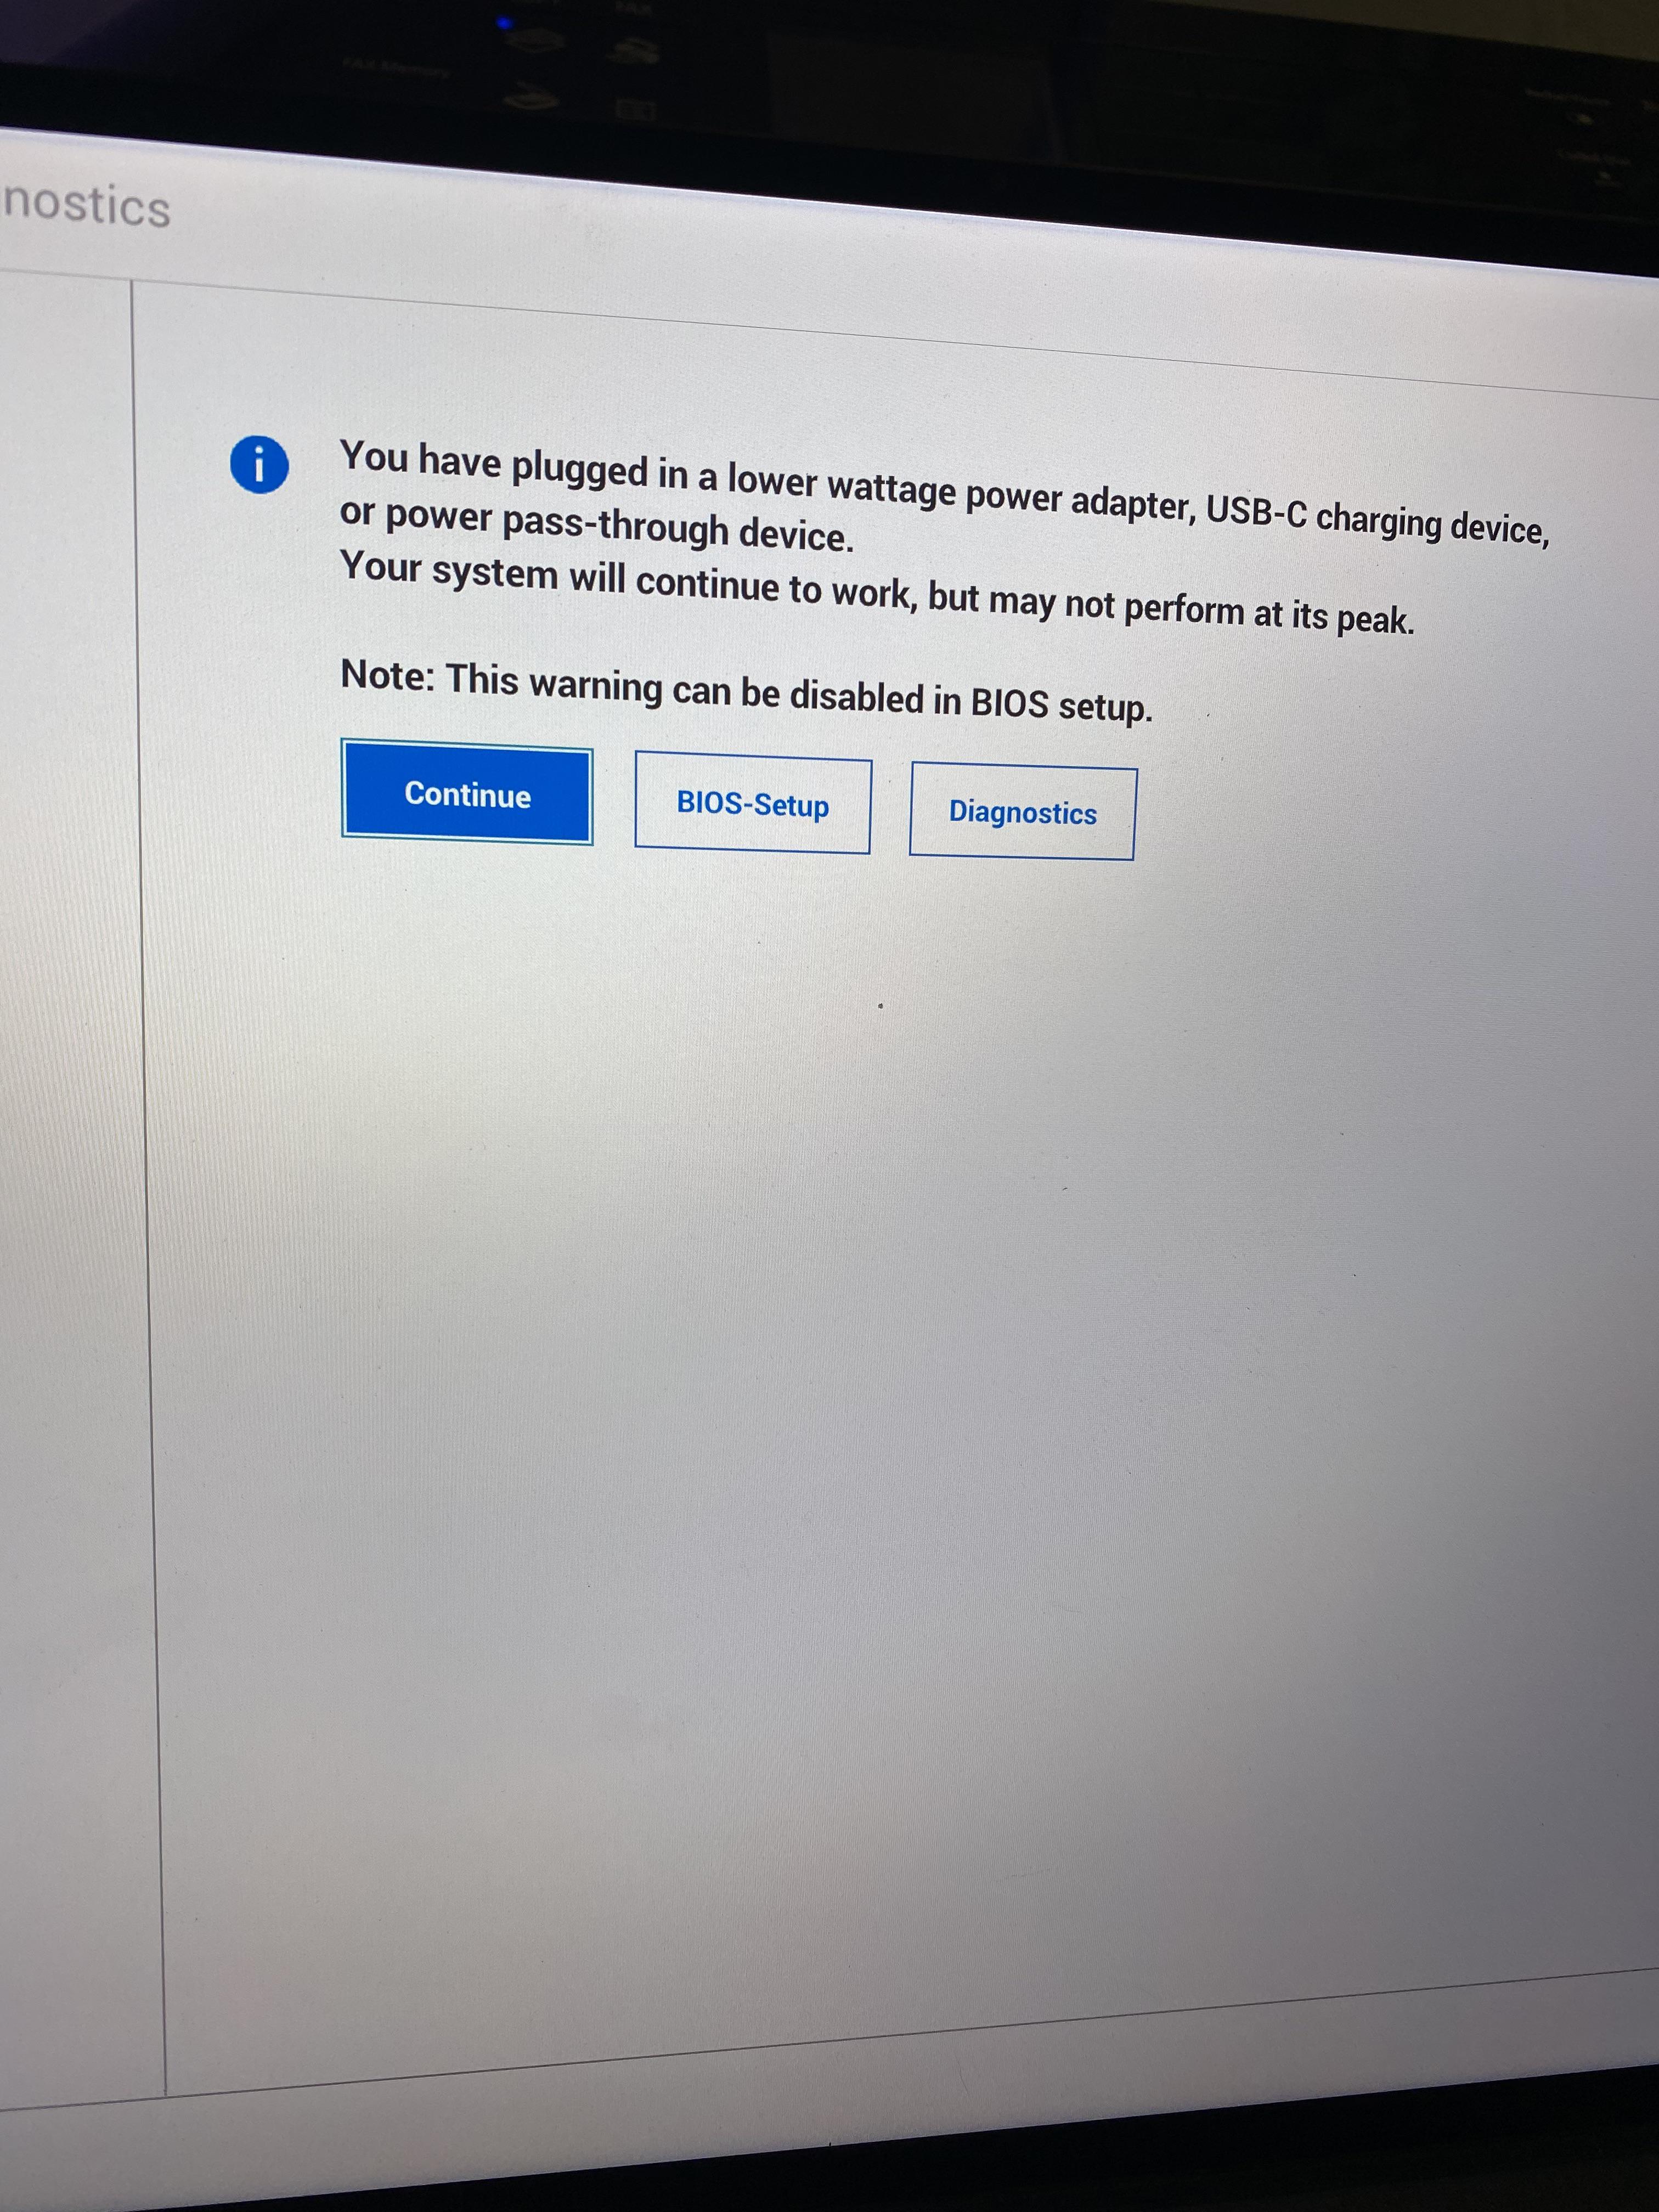 FAX Memory
nostics
You have plugged in a lower wattage power adapter, USB-C charging device,
or power pass-through device.
Your system will continue to work, but may not perform at its peak.
Note: This warning can be disabled in BIOS setup.
Continue
BIOS-Setup
Diagnostics